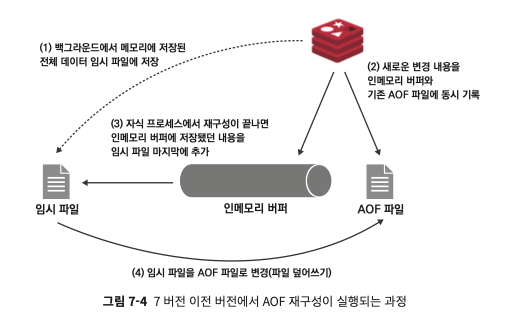 (1) 백그라운드에서 메모리에 저장된
전체 데이터 임시 파일에 저장
(2) 새로운 변경 내용을
인메모리 버퍼와
기존 AOF 파일에 동시 기록
(3) 자식 프로세스에서 재구성이 끝나면
인메모리 버퍼에 저장됐던 내용을
임시 파일 마지막에 추가
임시 파일
인메모리 버퍼
AOF 파일
(4) 임시 파일을 AOF 파일로 변경(파일 덮어쓰기)
그림 7-4 7 버전 이전 버전에서 AOF 재구성이 실행되는 과정